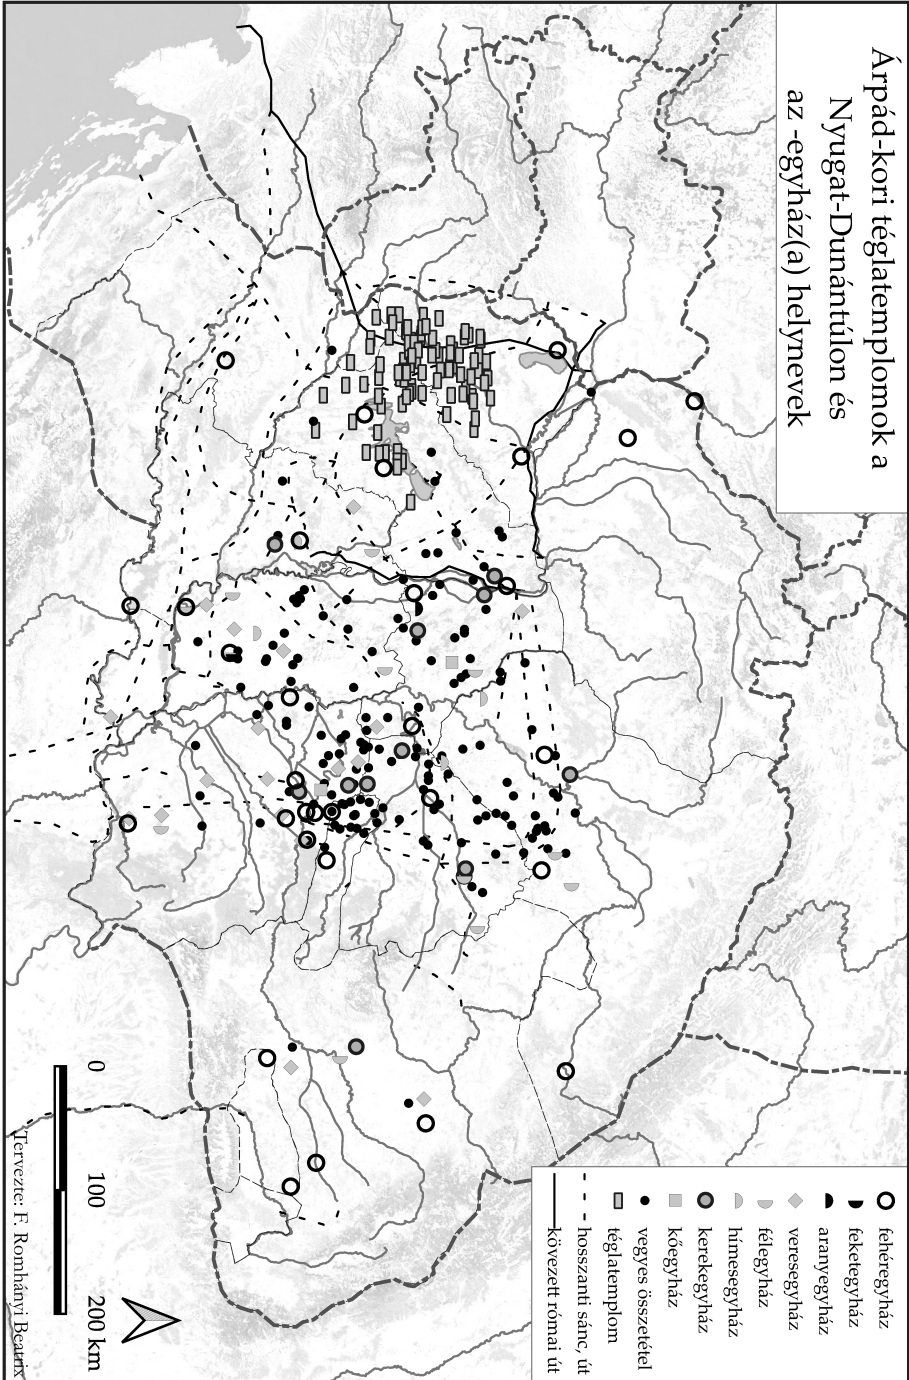 Árpád-kori téglatemplomok a
Nyugat-Dunántúlon és
az -egyház(a) helynevek
fehéregyház
feketegyház
aranyegyház
veresegyház
félegyház
hímesegyház
kerekegyház
kőegyház
vegyes összetétel
téglatemplom
hosszanti sánc, út
kövezett római út
0 100 200 km
Tervezte: F. Romhányi Beatrix